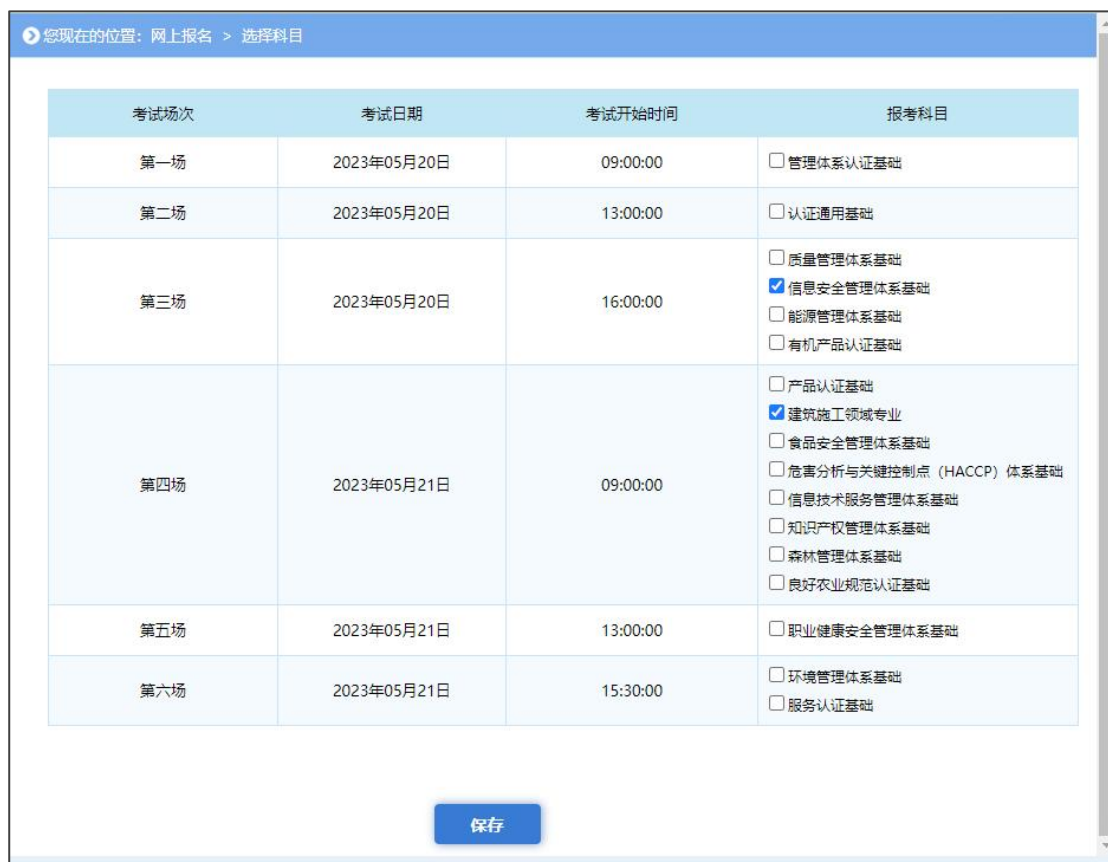 您现在的位置：网上报名 > 选择科目
考试场次 考试日期 考试开始时间 报考科目
第一场 2023年05月20日 09:00:00 管理体系认证基础
第二场 2023年05月20日 13:00:00 认证通用基础
第三场 2023年05月20日 16:00:00 质量管理体系基础
信息安全管理体系基础
能源管理体系基础
有机产品认证基础
第四场 2023年05月21日 09:00:00 产品认证基础
建筑施工领域专业
食品安全管理体系基础
危害分析与关键控制点（HACCP）体系基础
信息技术服务管理体系基础
知识产权管理体系基础
森林管理体系基础
良好农业规范认证基础
第五场 2023年05月21日 13:00:00 职业健康安全管理体系基础
第六场 2023年05月21日 15:30:00 环境管理体系基础
服务认证基础
保存